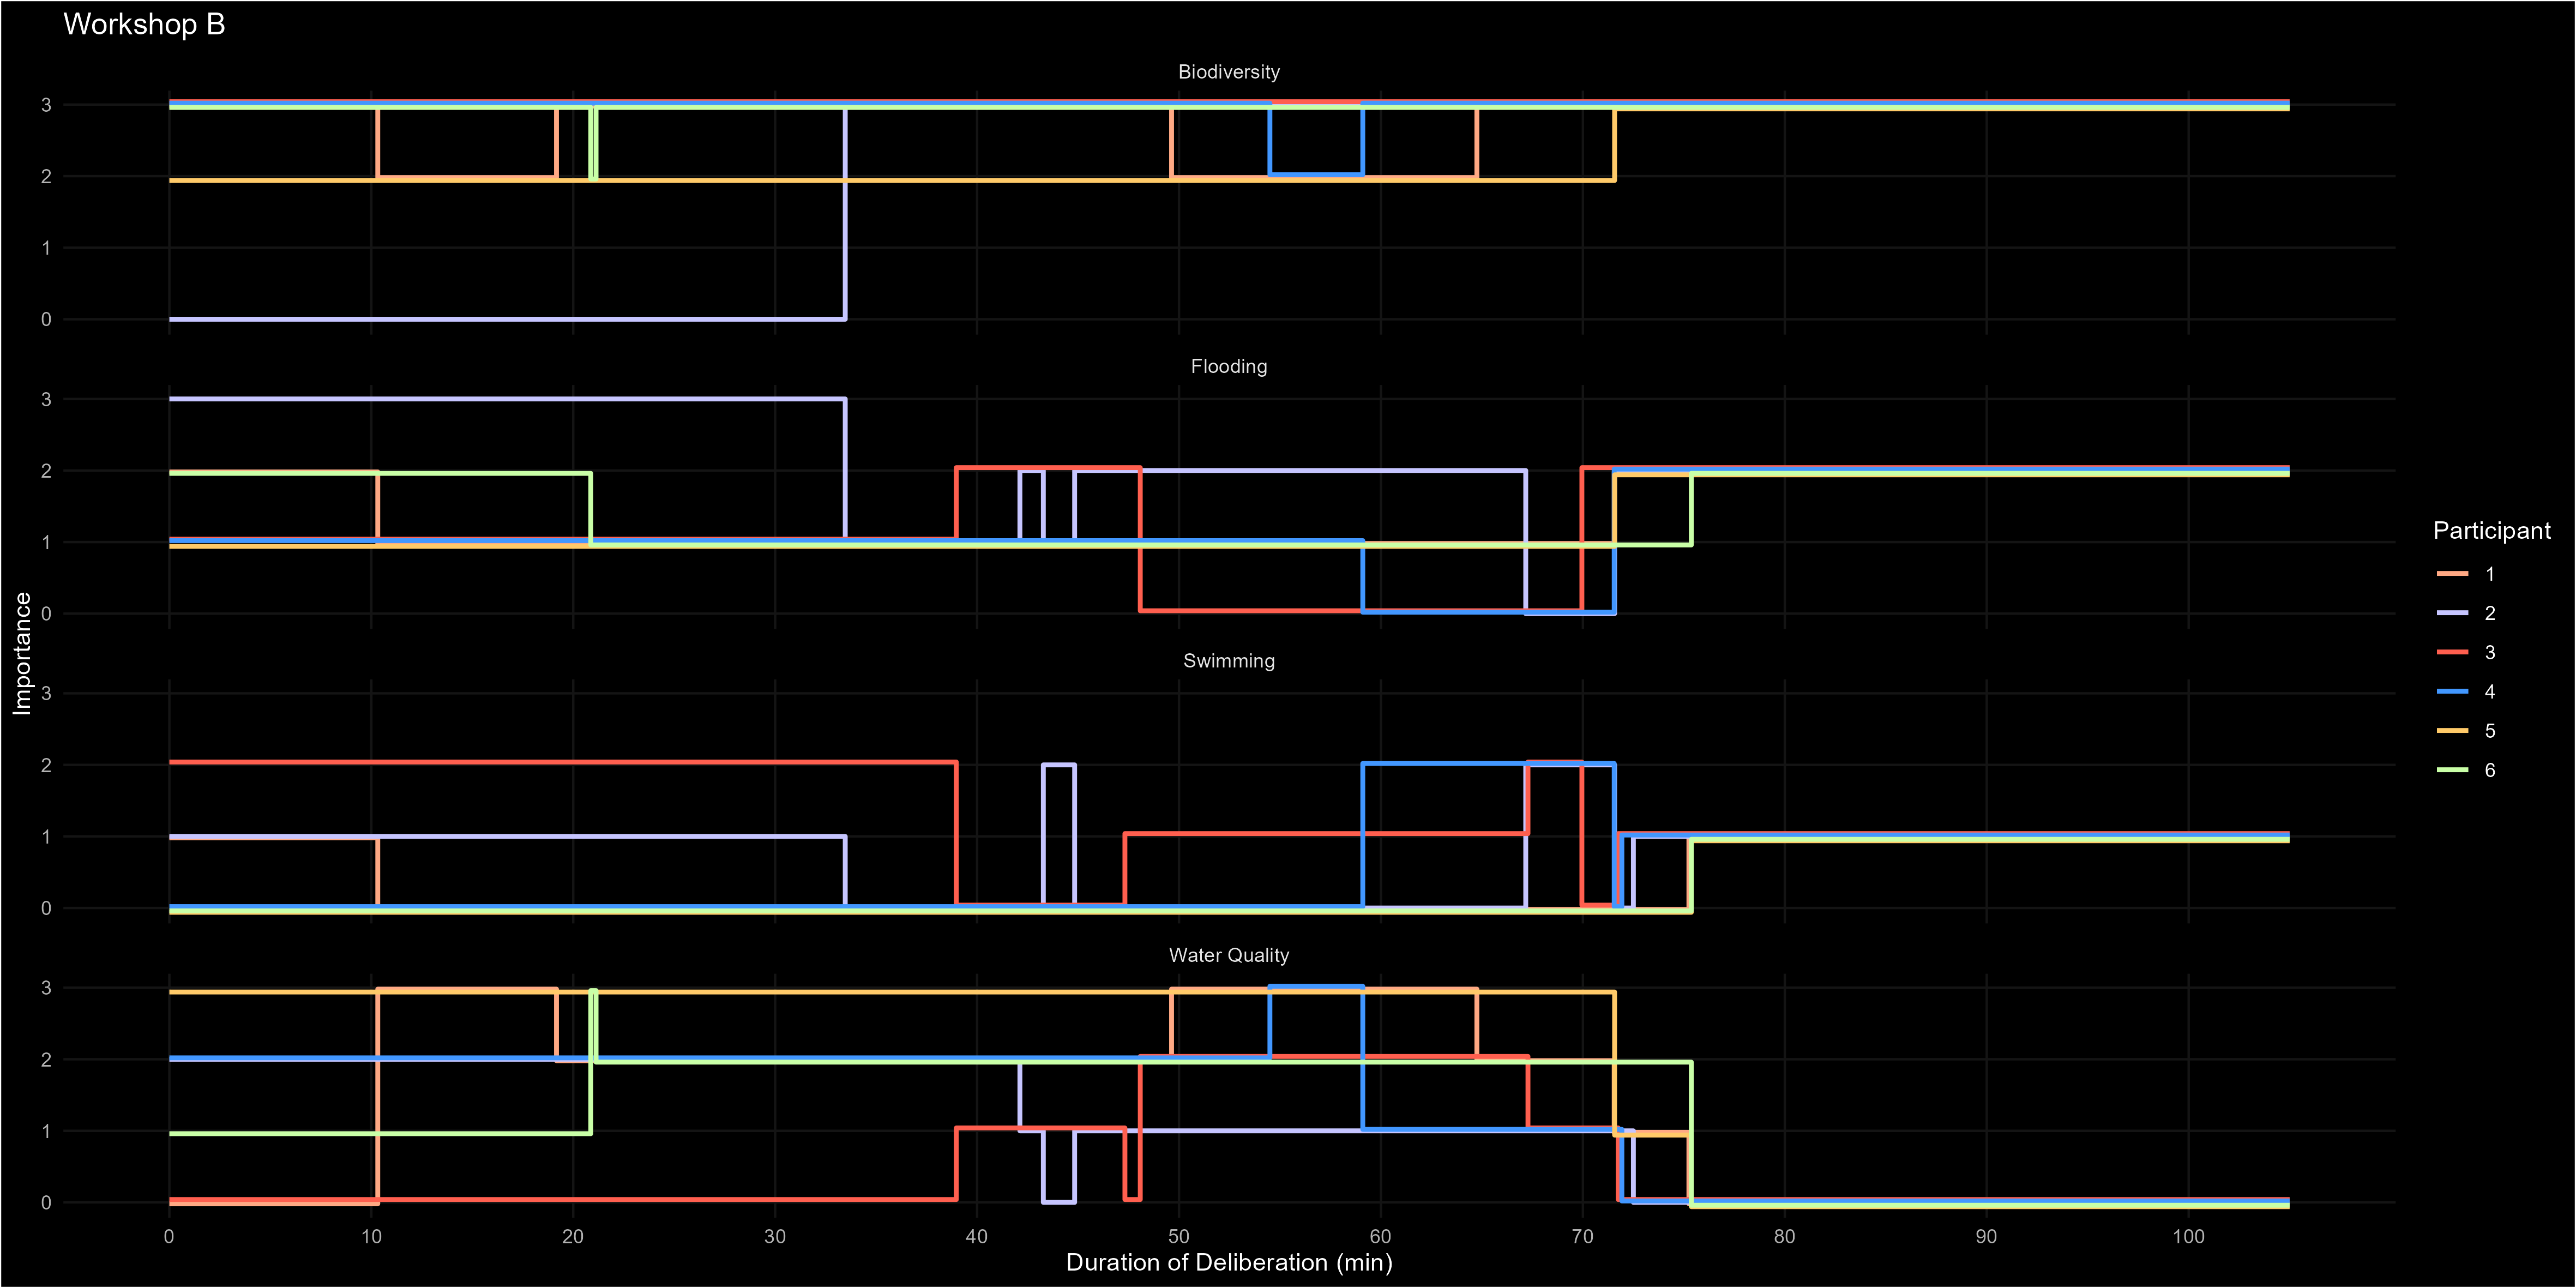 Workshop B
Biodiversity
3
2
1
0
Flooding
3
2
1
0
Swimming
3
2
1
0
Water Quality
3
2
1
0
0 10 20 30 40 50 60 70 80 90 100
Duration of Deliberation (min)
Importance
Participant
1
2
3
4
5
6